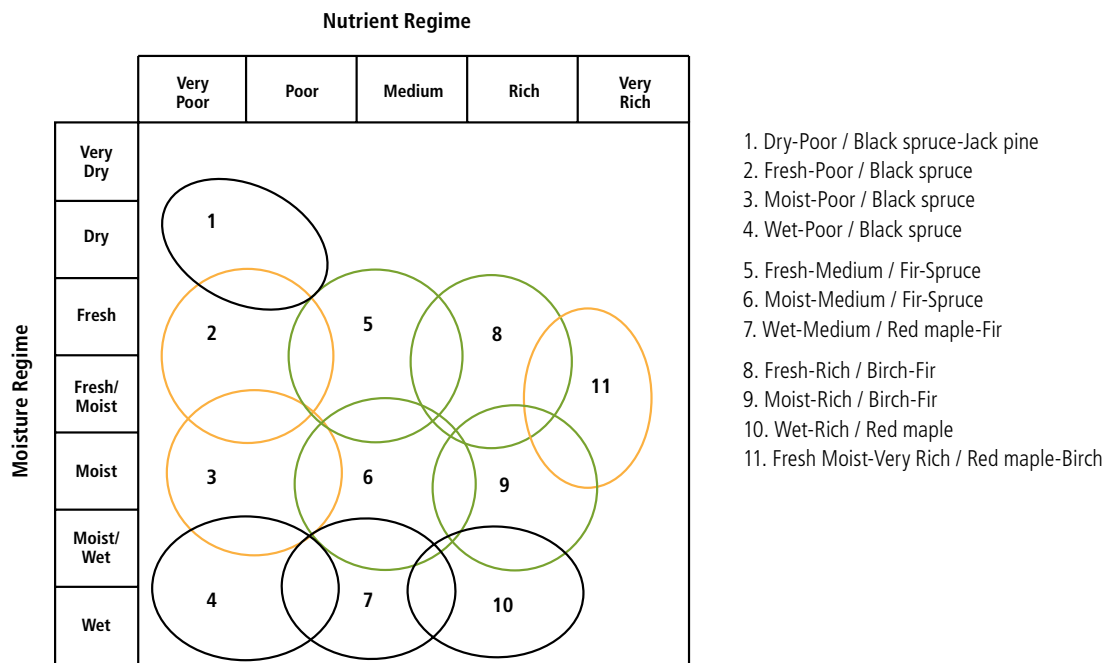 Nutrient Regime
Very
Poor
Poor
Medium
Rich
Very
Rich
Moisture Regime
Very
Dry
Dry
Fresh
Fresh/
Moist
Moist
Moist/
Wet
Wet
1
2
5
8
11
3
6
9
4
7
10
1. Dry-Poor / Black spruce-Jack pine
2. Fresh-Poor / Black spruce
3. Moist-Poor / Black spruce
4. Wet-Poor / Black spruce
5. Fresh-Medium / Fir-Spruce
6. Moist-Medium / Fir-Spruce
7. Wet-Medium / Red maple-Fir
8. Fresh-Rich / Birch-Fir
9. Moist-Rich / Birch-Fir
10. Wet-Rich / Red maple
11. Fresh Moist-Very Rich / Red maple-Birch